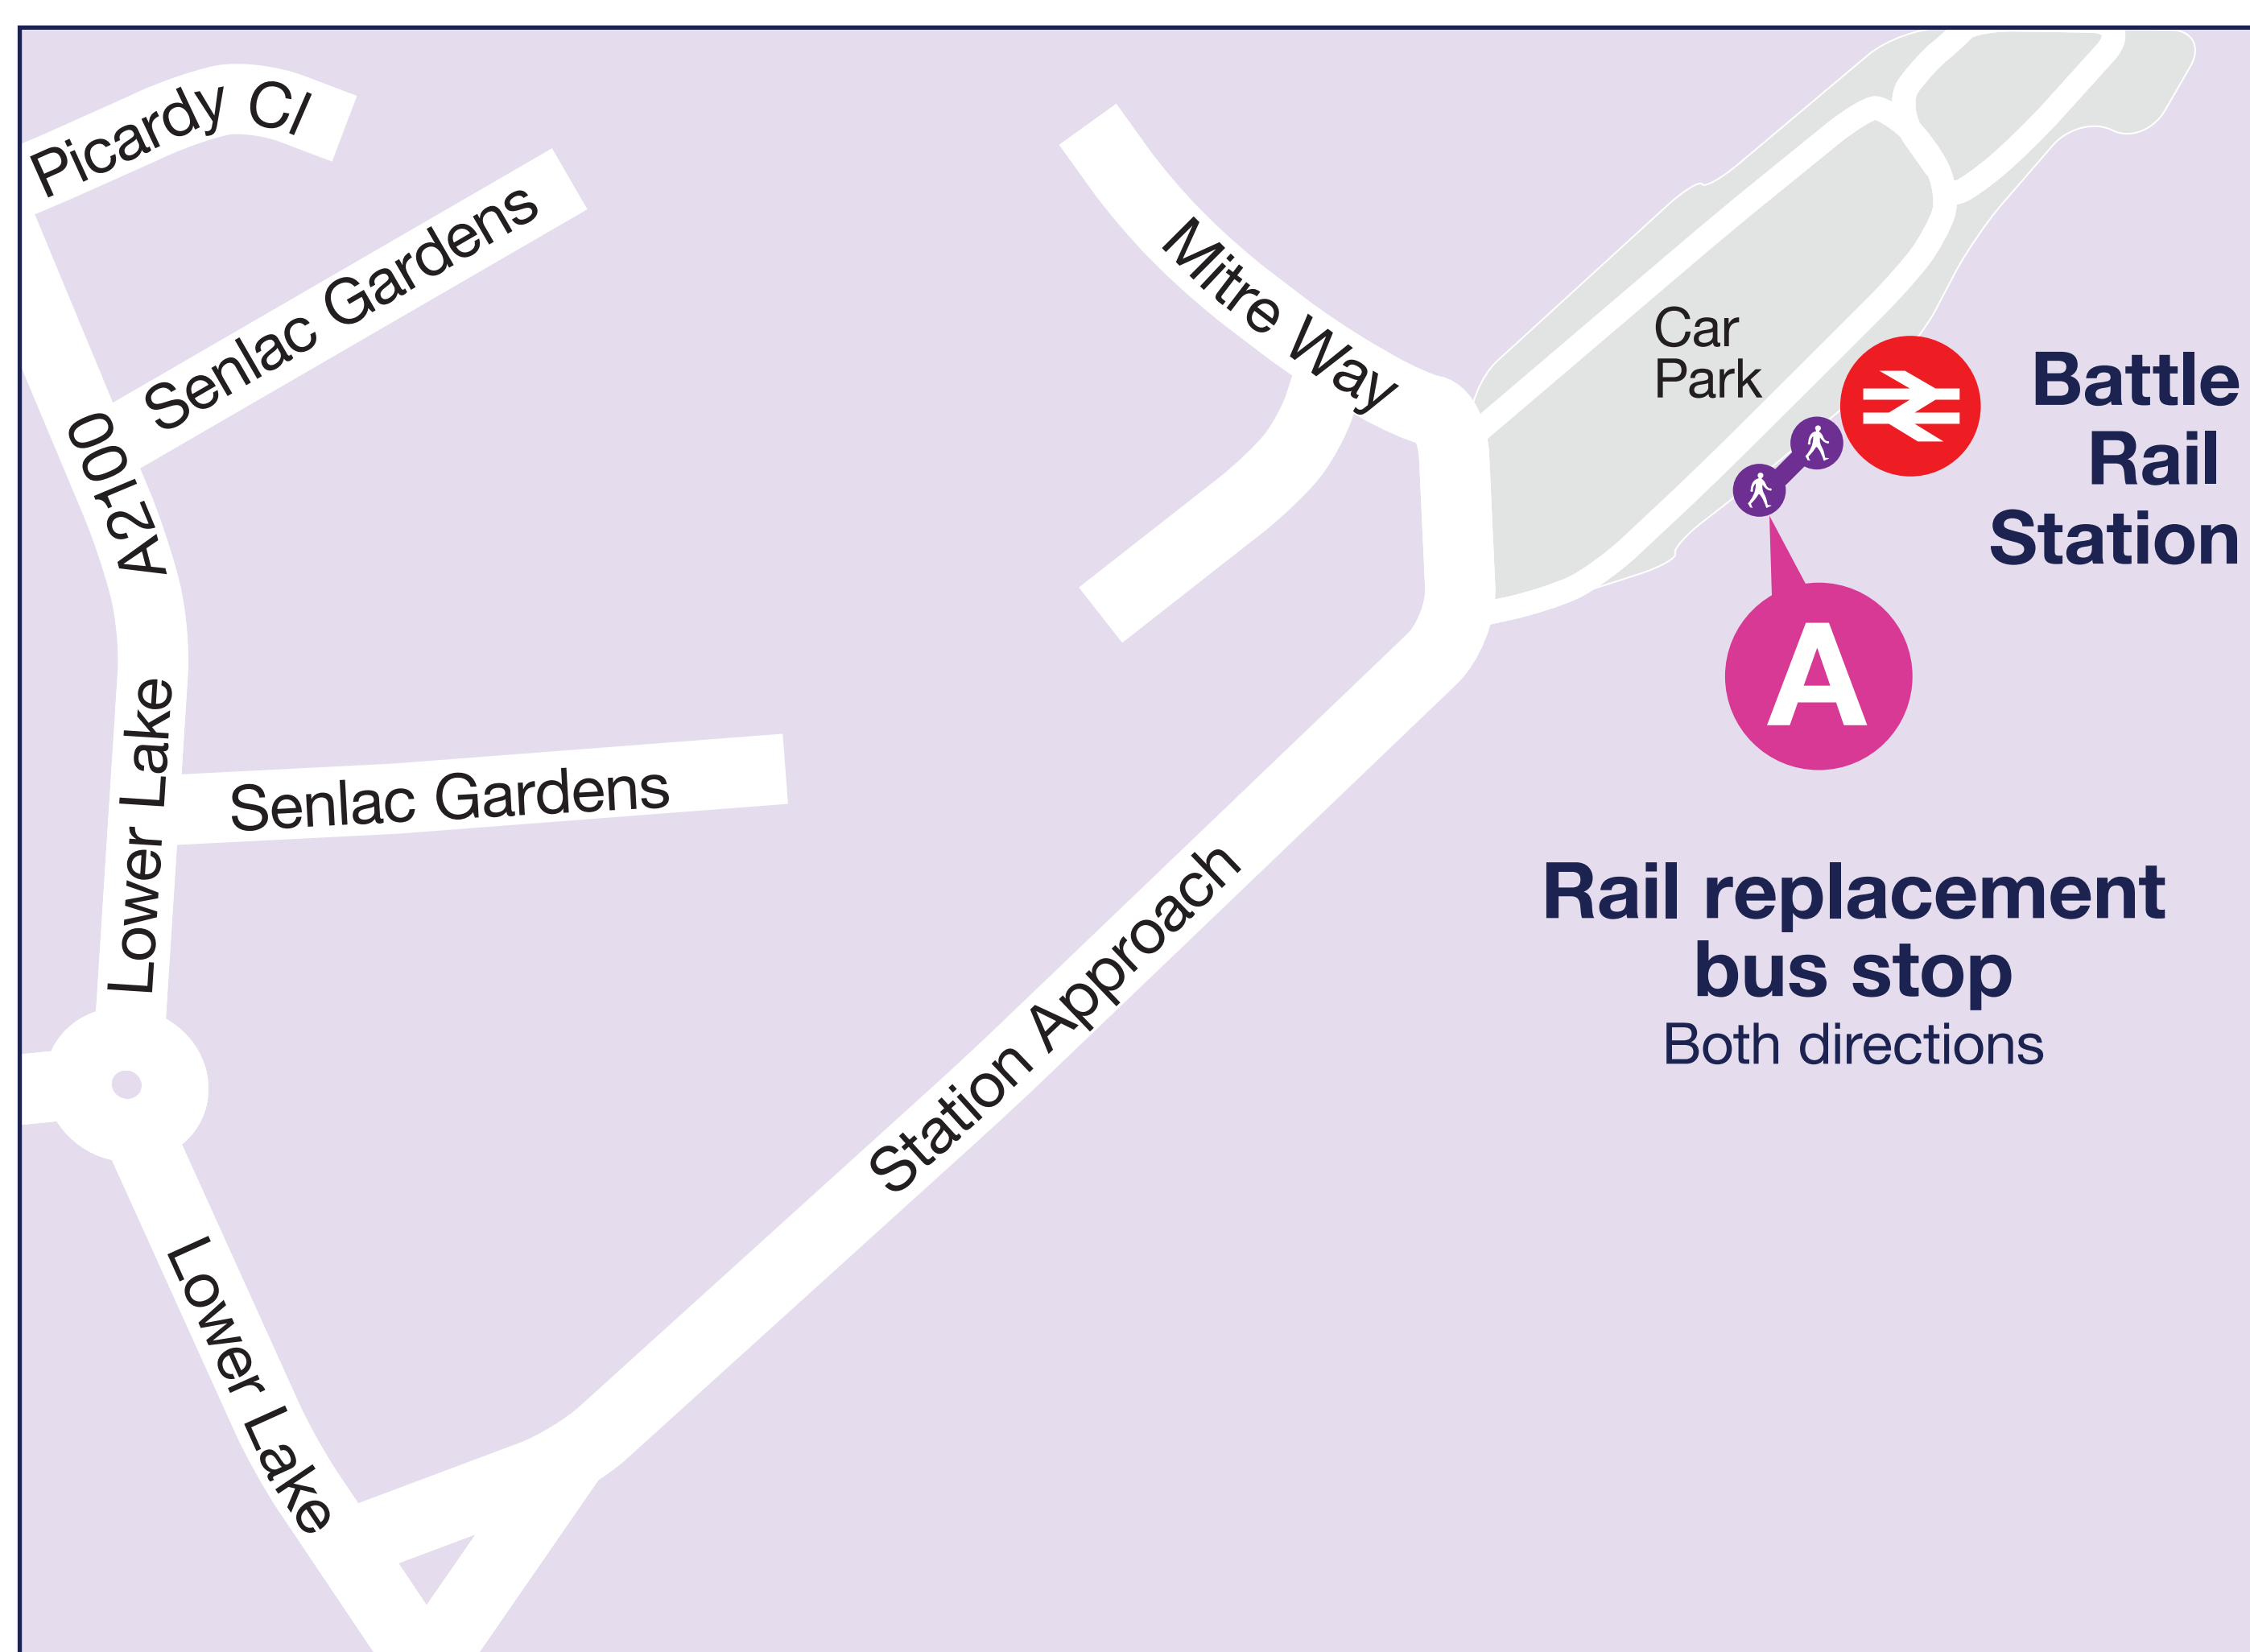 Picardy Cl
Senlac Gardens
A2100
Mitre Way
Car
Park
Battle
Rail
Station
A
Lower Lake
Senlac Gardens
Station Approach
Rail replacement
bus stop
Both directions
Lower Lake